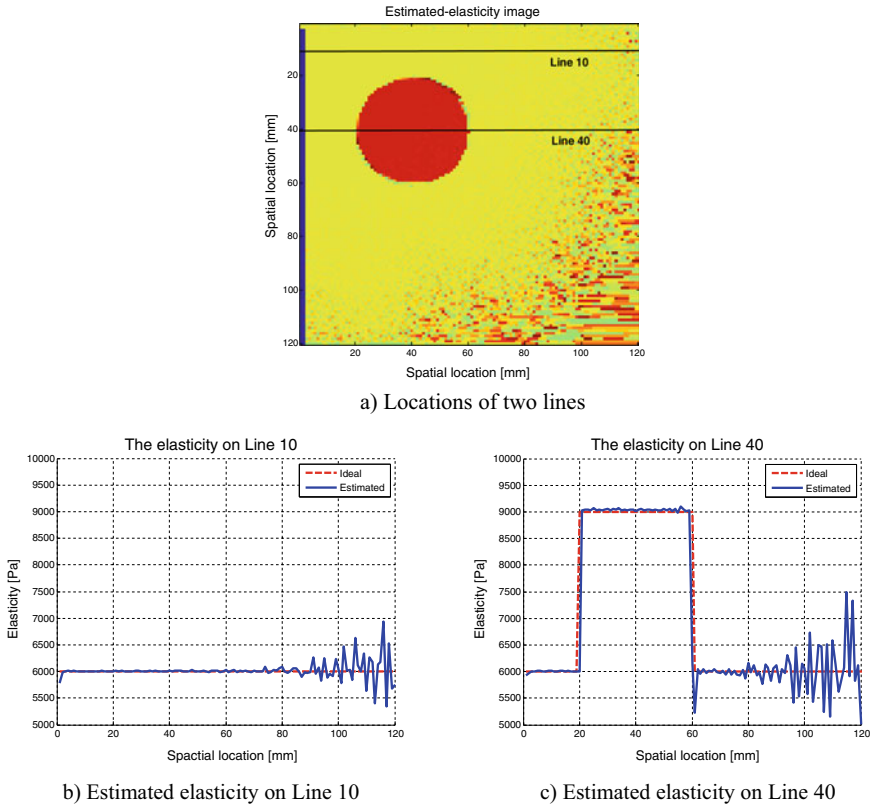 Estimated-elasticity image
Line 10
Line 40
Spatial location [mm]
20
40
60
80
100
120
20
40
60
80
100
120
Spatial location [mm]
a) Locations of two lines
The elasticity on Line 10
Ideal
Estimated
Elasticity [Pa]
10000
9500
9000
8500
8000
7500
7000
6500
6000
5500
5000
0
20
40
60
80
100
120
Spactial location [mm]
b) Estimated elasticity on Line 10
The elasticity on Line 40
Ideal
Estimated
Elasticity [Pa]
10000
9500
9000
8500
8000
7500
7000
6500
6000
5500
5000
0
20
40
60
80
100
120
Spatial location [mm]
c) Estimated elasticity on Line 40